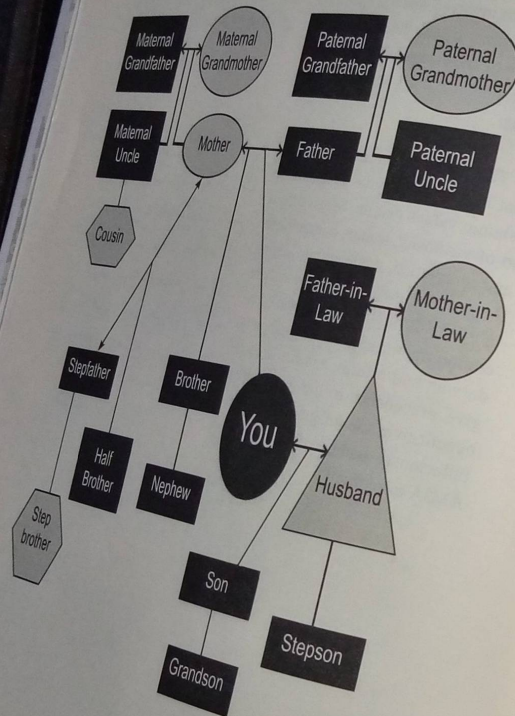 Maternal
Grandfather
Maternal
Grandmother
Paternal
Grandfather
Paternal
Grandmother
Maternal
Uncle
Mother
Father
Paternal
Uncle
Cousin
Father-in-
Law
Mother-in-
Law
Stepfather
Brother
You
Husband
Half
Brother
Nephew
Step
brother
Son
Stepson
Grandson